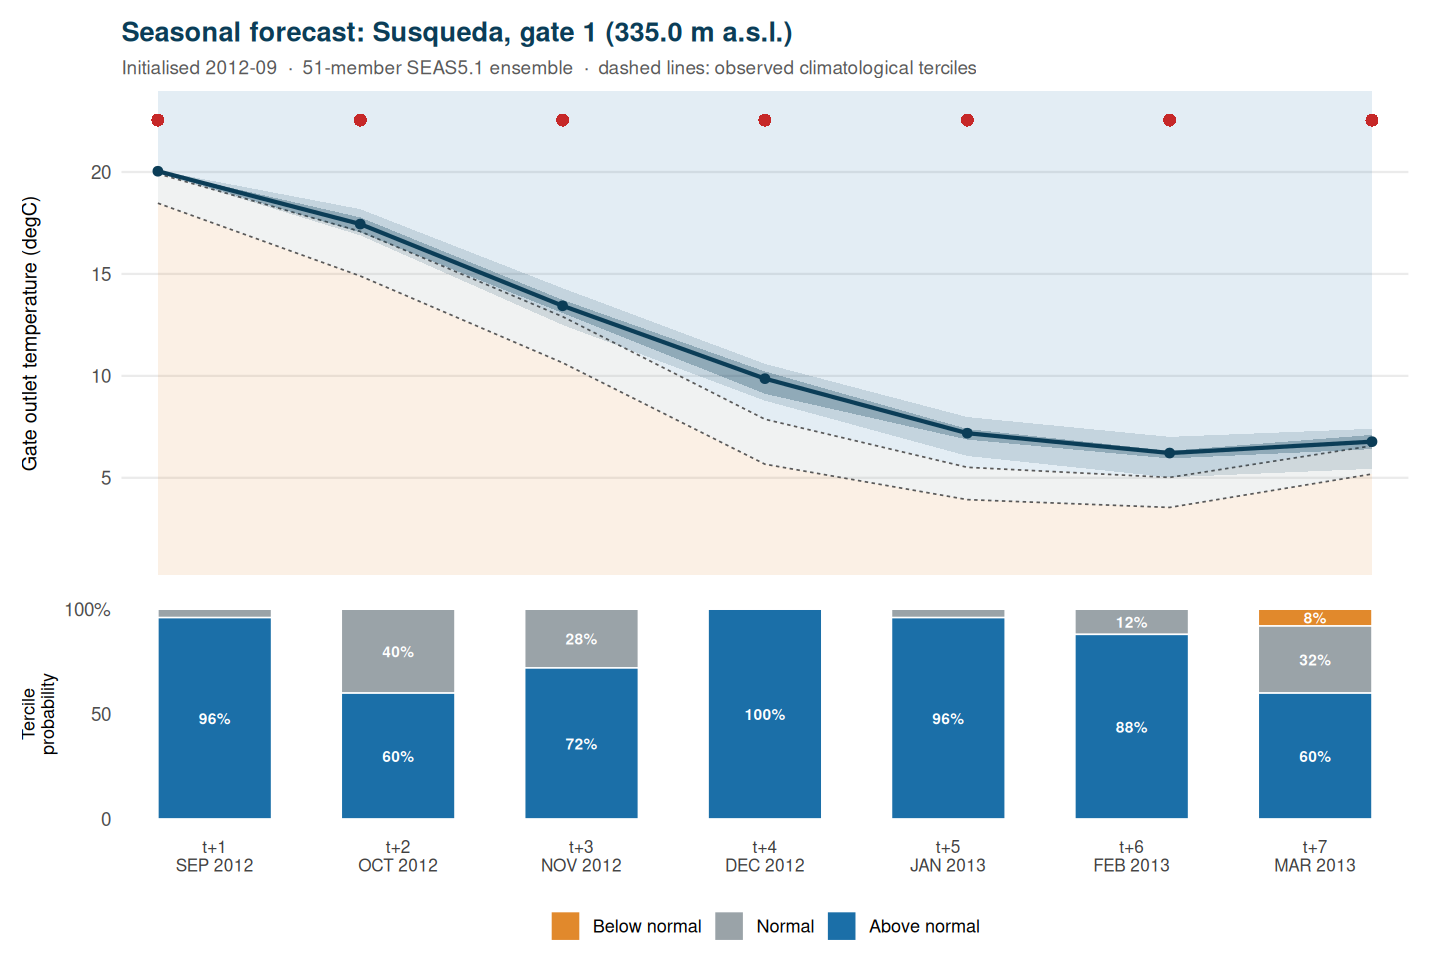 Seasonal forecast: Susqueda, gate 1 (335.0 m a.s.l.)
Initialised 2012-09 · 51-member SEAS5.1 ensemble · dashed lines: observed climatological terciles
Gate outlet temperature (degC)
20
15
10
5
Tercile
probability
100%
50
0
96%
40%
60%
28%
72%
100%
96%
12%
88%
8%
32%
60%
t+1
SEP 2012
t+2
OCT 2012
t+3
NOV 2012
t+4
DEC 2012
t+5
JAN 2013
t+6
FEB 2013
t+7
MAR 2013
Below normal
Normal
Above normal